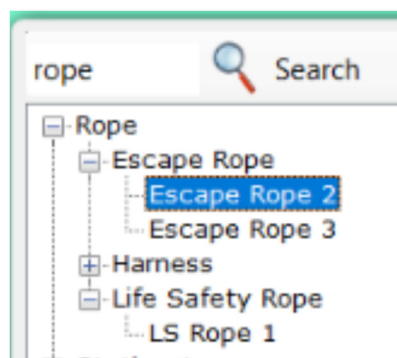 rope
Search
Rope
Escape Rope
Escape Rope 2
Escape Rope 3
Harness
Life Safety Rope
LS Rope 1